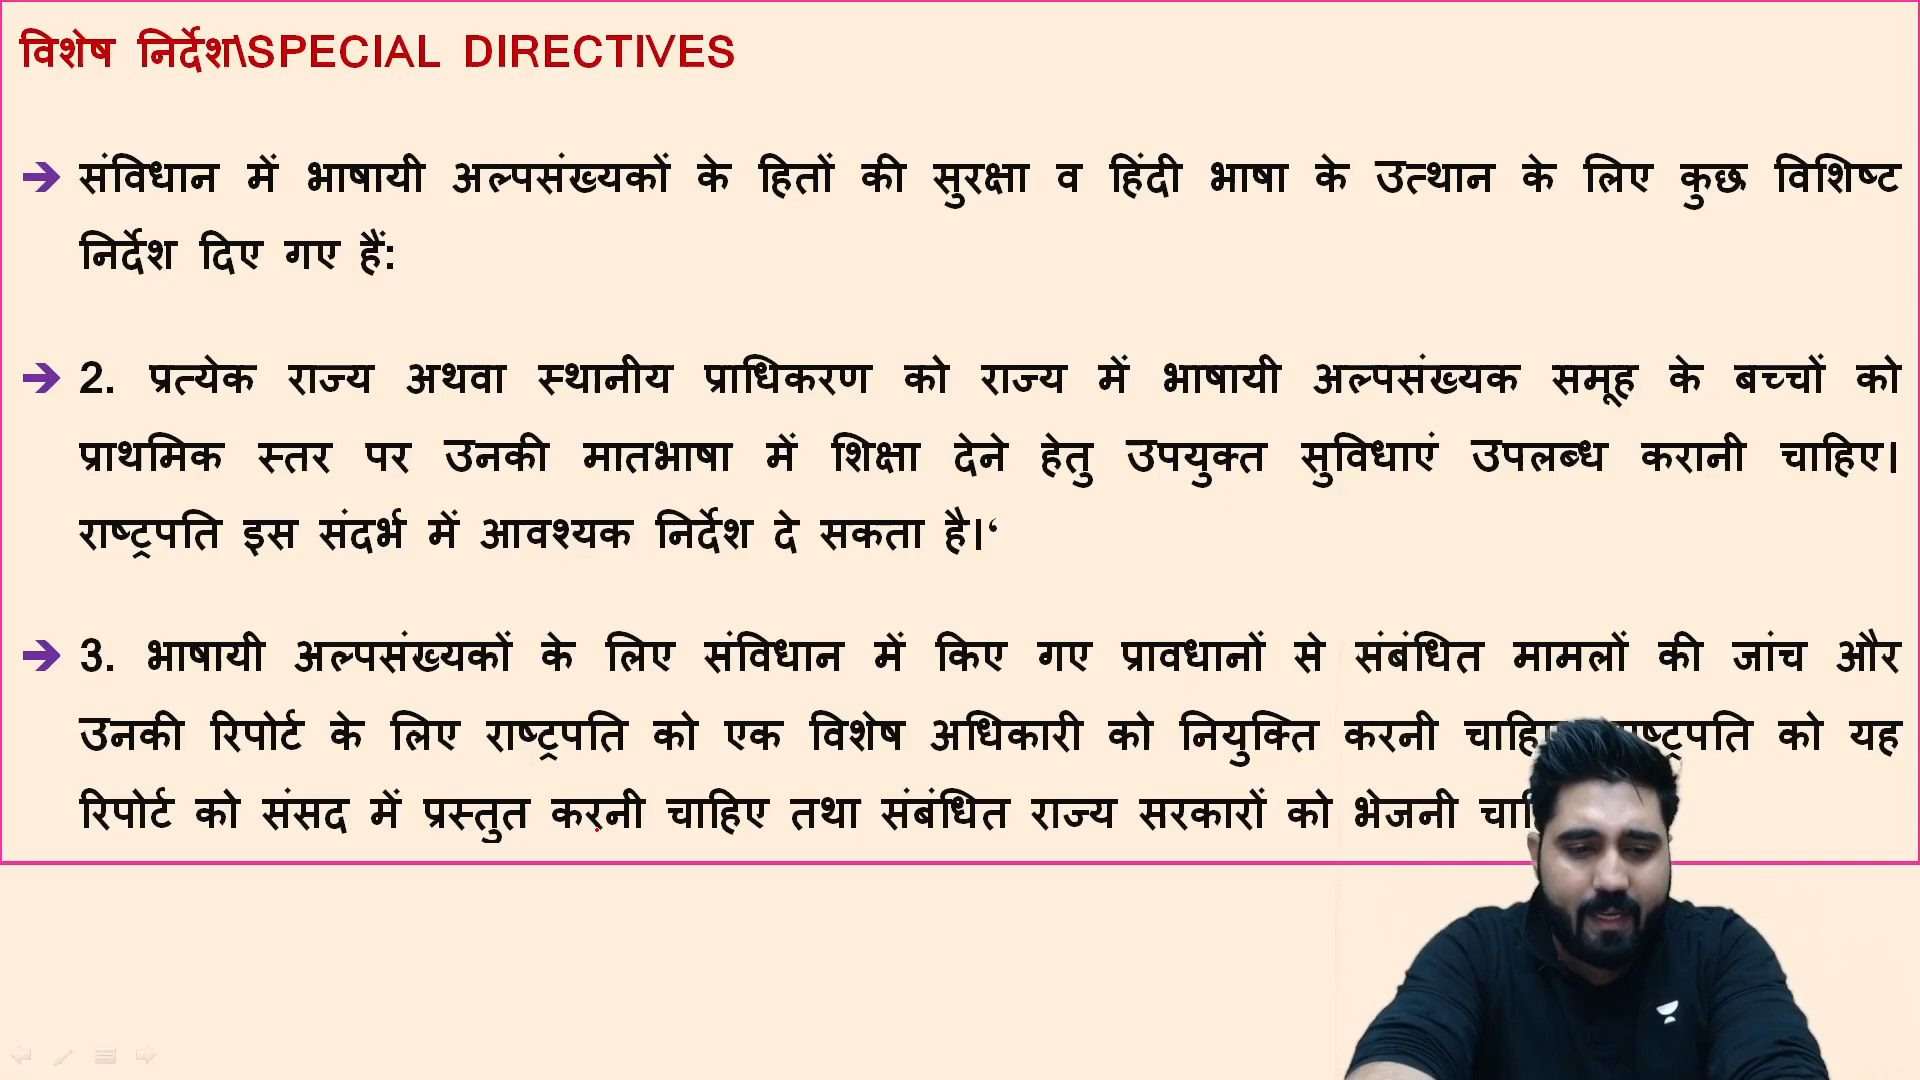 विशेष निर्देश\SPECIAL DIRECTIVES
संविधान में भाषायी अल्पसंख्यकों के हितों की सुरक्षा व हिंदी भाषा के उत्थान के लिए कुछ विशिष्ट
निर्देश दिए गए हैं:
2. प्रत्येक राज्य अथवा स्थानीय प्राधिकरण को राज्य में भाषायी अल्पसंख्यक समूह के बच्चों को
प्राथमिक स्तर पर उनकी मातभाषा में शिक्षा देने हेतु उपयुक्त सुविधाएं उपलब्ध करानी चाहिए।
राष्ट्रपति इस संदर्भ में आवश्यक निर्देश दे सकता है।‘
3. भाषायी अल्पसंख्यकों के लिए संविधान में किए गए प्रावधानों से संबंधित मामलों की जांच और
उनकी रिपोर्ट के लिए राष्ट्रपति को एक विशेष अधिकारी को नियुक्ति करनी को यह
रिपोर्ट को संसद में प्रस्तुत करनी चाहिए तथा संबंधित राज्य सरकारों को भेजनी